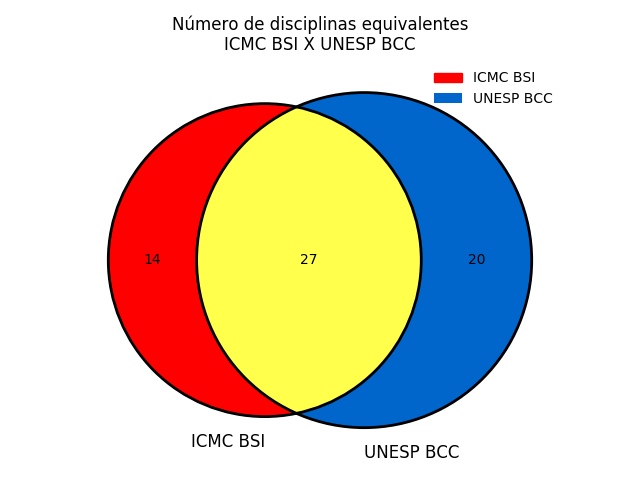 Número de disciplinas equivalentes
ICMC BSI X UNESP BCC
ICMC BSI
UNESP BCC
14
27
20
ICMC BSI
UNESP BCC